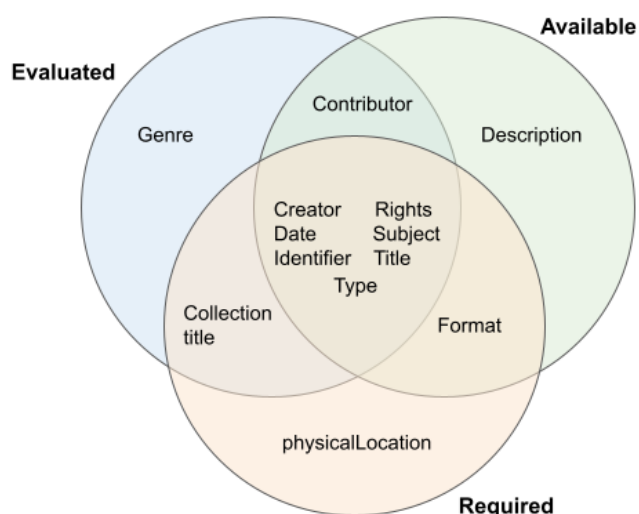 Available
Evaluated
Contributor
Genre
Description
Creator Rights
Date Subject
Identifier Title
Type
Collection
title
Format
physicalLocation
Required